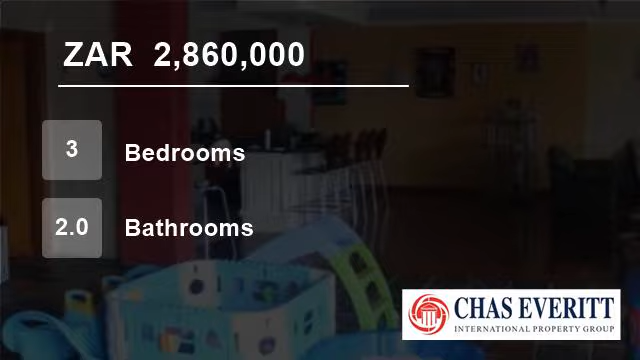 ZAR 2,860,000
3 Bedrooms
2.0 Bathrooms
CHAS EVERITT
INTERNATIONAL PROPERTY GROUP